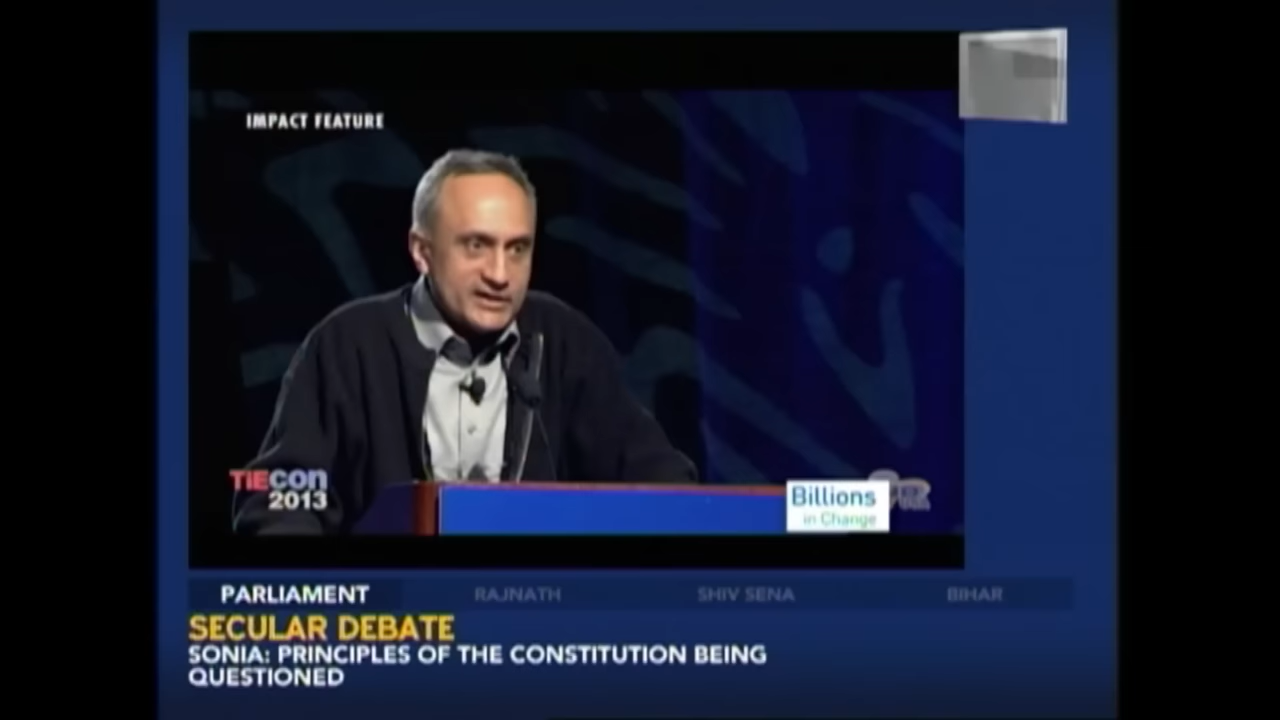 IMPACT FEATURE
TiECON
2013
Billions
in Change
PARLIAMENT
RAJNATH
SHIV SENA
BIHAR
SECULAR DEBATE
SONIA: PRINCIPLES OF THE CONSTITUTION BEING
QUESTIONED